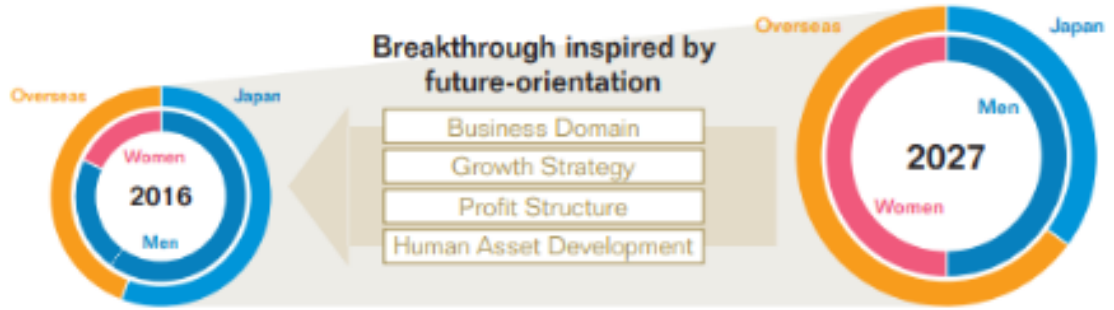 Overseas
Japan
Women
2016
Men
Breakthrough inspired by
future-orientation
Business Domain
Growth Strategy
Profit Structure
Human Asset Development
Overseas
Japan
Men
2027
Women